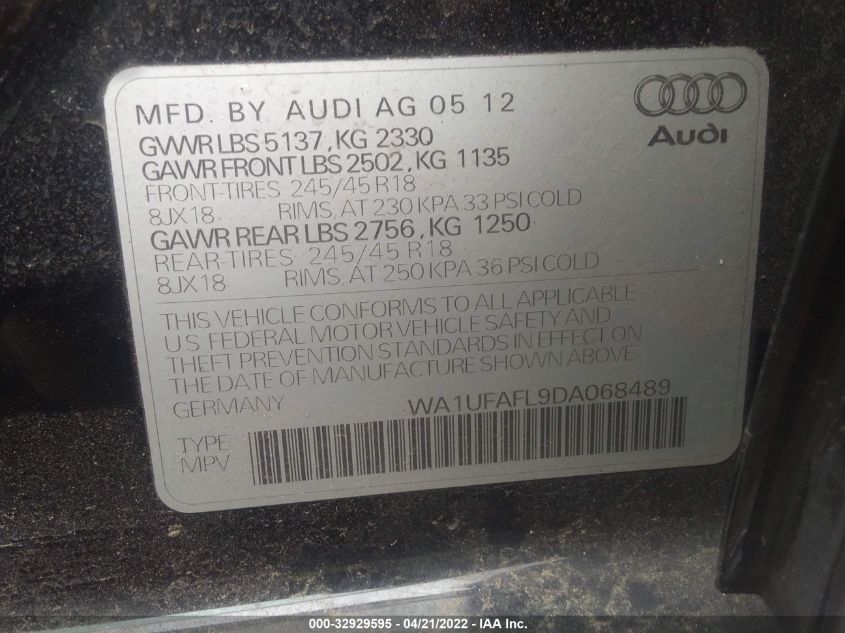 MFD. BY AUDI AG 05 12
Audi
GVWR LBS 5137, KG 2330
GAWR FRONT LBS 2502, KG 1135
FRONT-TIRES 245/45 R18
8JX18 RIMS, AT 230 KPA 33 PSI COLD
GAWR REAR LBS 2756, KG 1250
REAR-TIRES 245/45 R18
8JX18 RIMS, AT 250 KPA 36 PSI COLD
THIS VEHICLE CONFORMS TO ALL APPLICABLE
U.S. FEDERAL MOTOR VEHICLE SAFETY AND
THEFT PREVENTION STANDARDS IN EFFECT ON
THE DATE OF MANUFACTURE SHOWN ABOVE
GERMANY WA1UFAFL9DA068489
TYPE
MPV
000-32929595 - 04/21/2022 - IAA Inc.